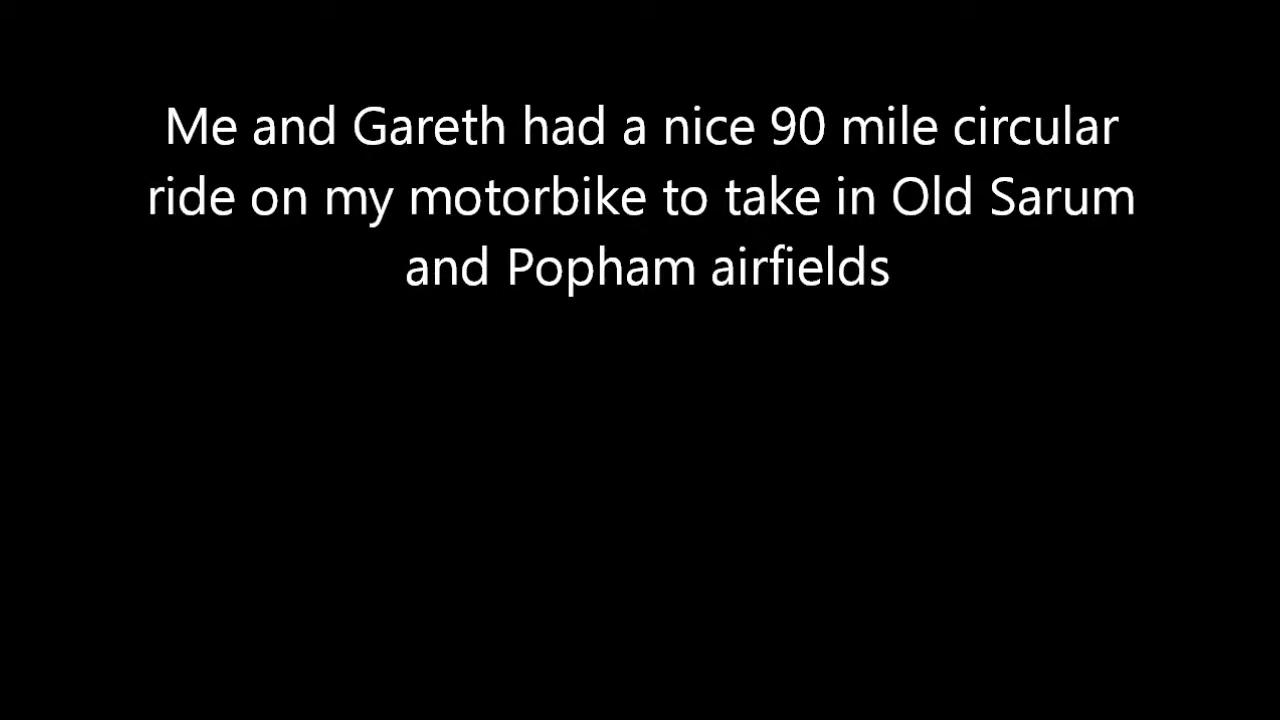 Me and Gareth had a nice 90 mile circular
ride on my motorbike to take in Old Sarum
and Popham airfields